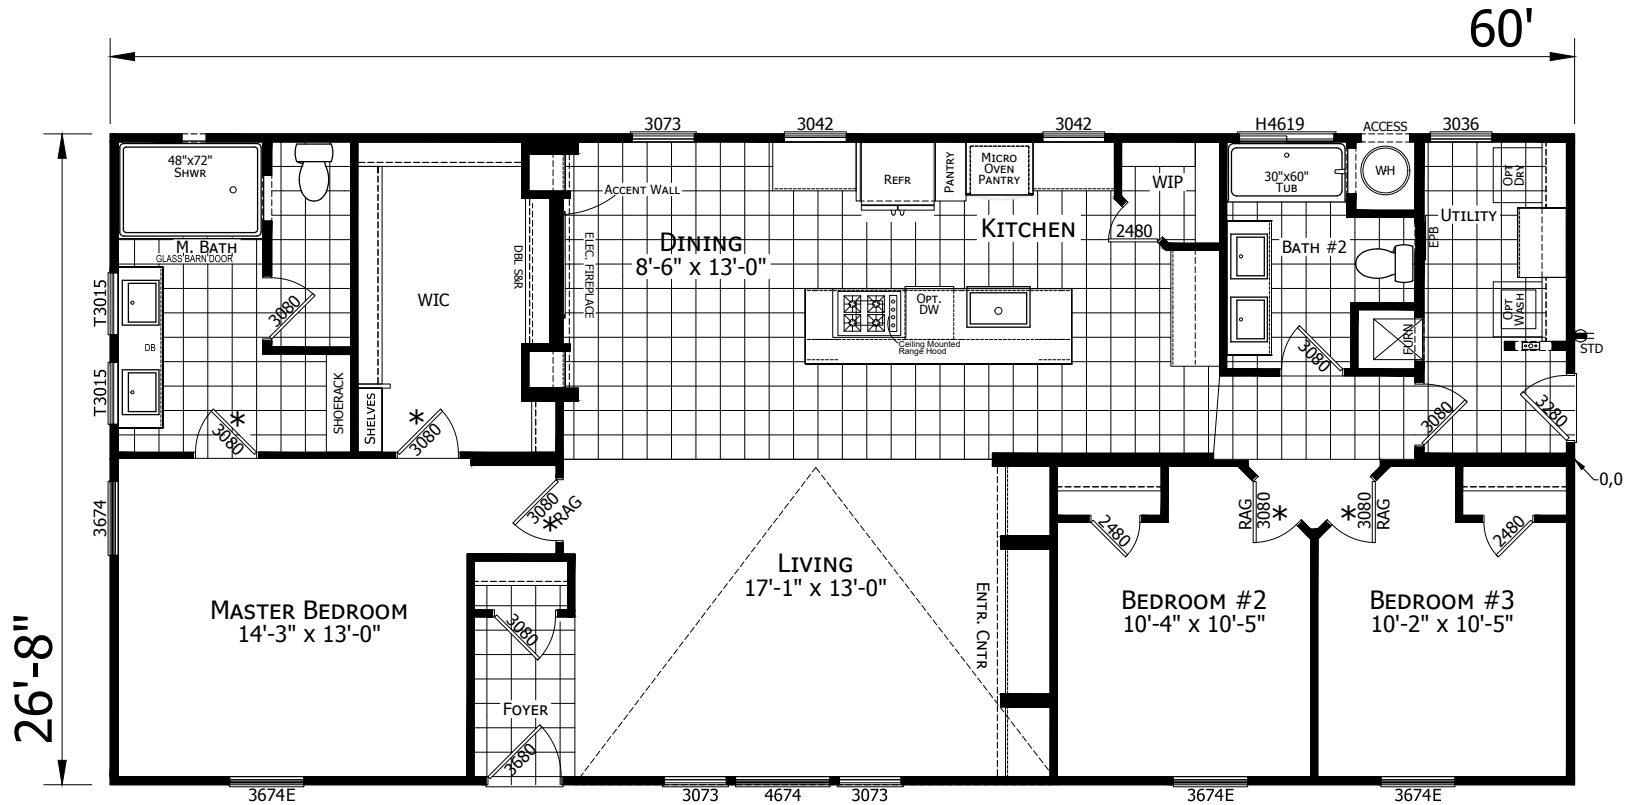 60'
3073
3042
3042
H4619
ACCESS
3036
48"x72"
SHWR
ACCENT WALL
REFR
PANTRY
MICRO
OVEN
PANTRY
WIP
30"x60"
TUB
WH
OPT
DRY
M. BATH
GLASS BARN DOOR
DINING
8'-6" x 13'-0"
KITCHEN
2480
BATH #2
UTILITY
EPB
DBL S&R
ELEC. FIREPLACE
T3015
3080
WIC
OPT.
DW
OPT
WASH
DB
Ceiling Mounted
Range Hood
3080
FURN
STD
T3015
SHOERACK
SHELVES
*
3080
*
3080
3080
3280
0,0
3674
3080
*RAG
RAG
3080
*
*
3080
RAG
2480
2480
LIVING
17'-1" x 13'-0"
ENTR. CNTR
MASTER BEDROOM
14'-3" x 13'-0"
BEDROOM #2
10'-4" x 10'-5"
BEDROOM #3
10'-2" x 10'-5"
3080
26'-8"
FOYER
3680
3674E
3073
4674
3073
3674E
3674E